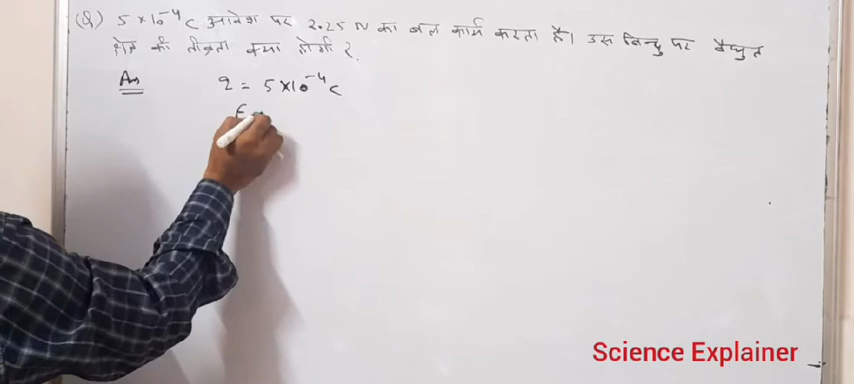 (Q) 5 × 10⁻⁴ C आवेश पर 2.25 N का बल कार्य करता है। उस बिन्दु पर वैद्युत
क्षेत्र की तीव्रता क्या होगी ?
Ans q = 5 × 10⁻⁴ C
Science Explainer